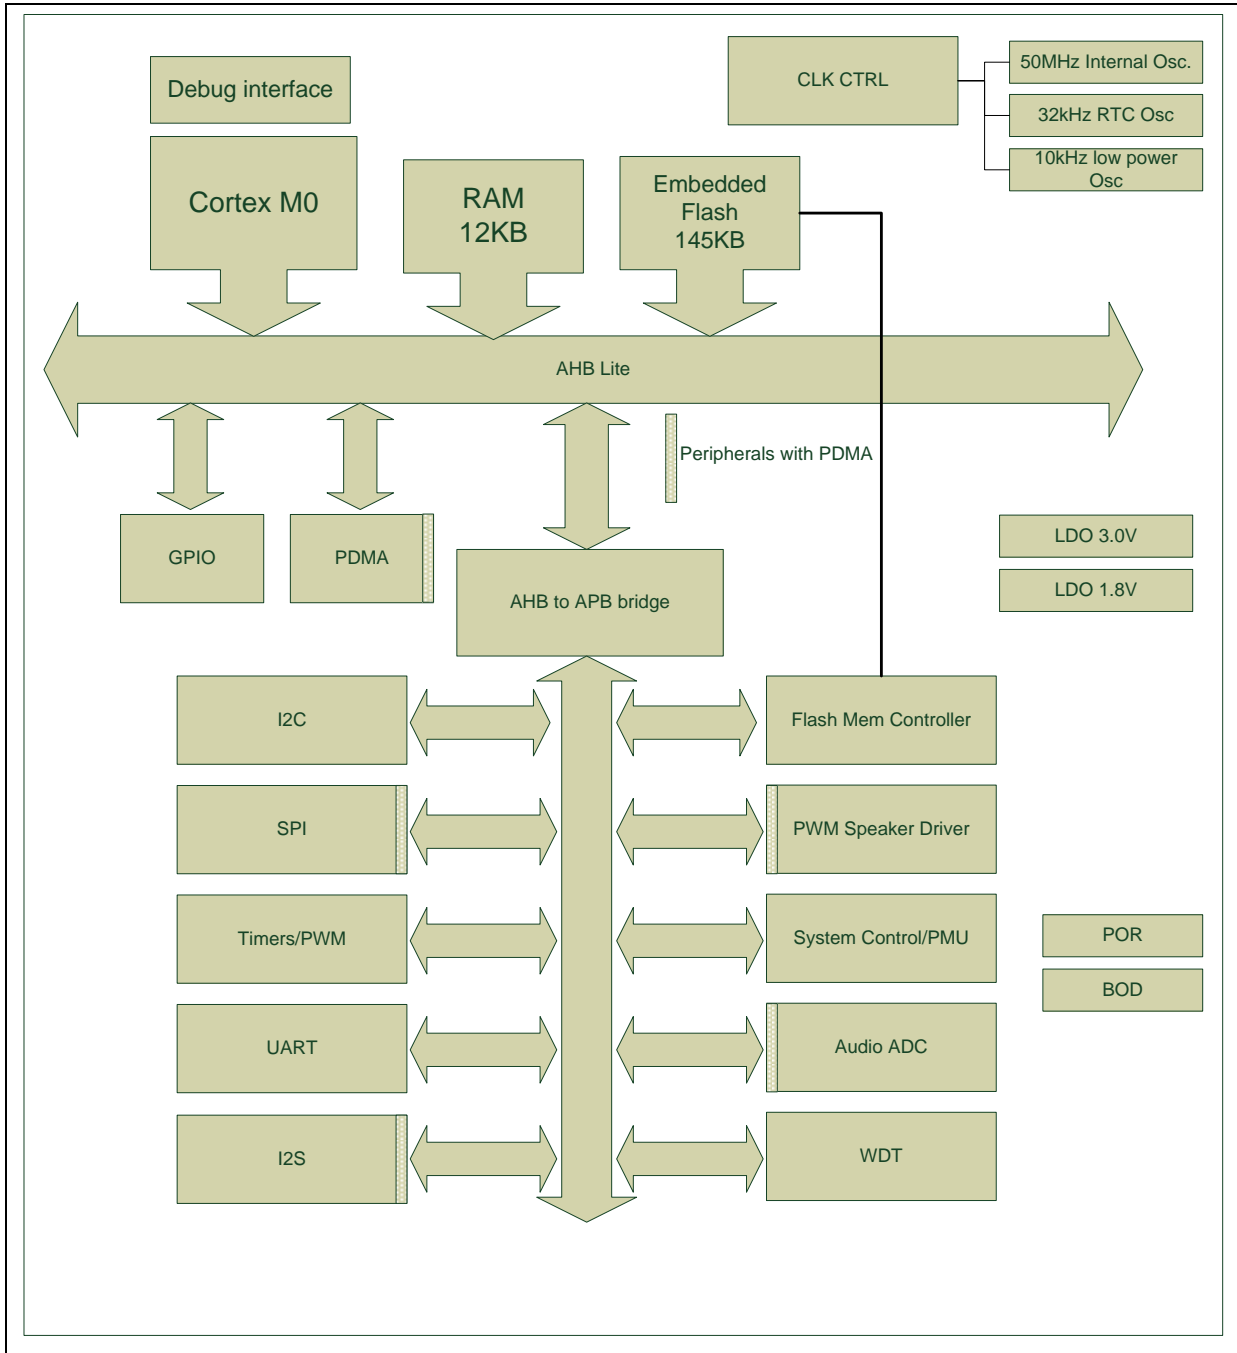 Debug interface
CLK CTRL
50MHz Internal Osc.
32kHz RTC Osc
10kHz low power
Osc
Cortex M0
RAM
12KB
Embedded
Flash
145KB
AHB Lite
Peripherals with PDMA
GPIO
PDMA
LDO 3.0V
LDO 1.8V
AHB to APB bridge
I2C
Flash Mem Controller
SPI
PWM Speaker Driver
Timers/PWM
System Control/PMU
POR
BOD
UART
Audio ADC
I2S
WDT